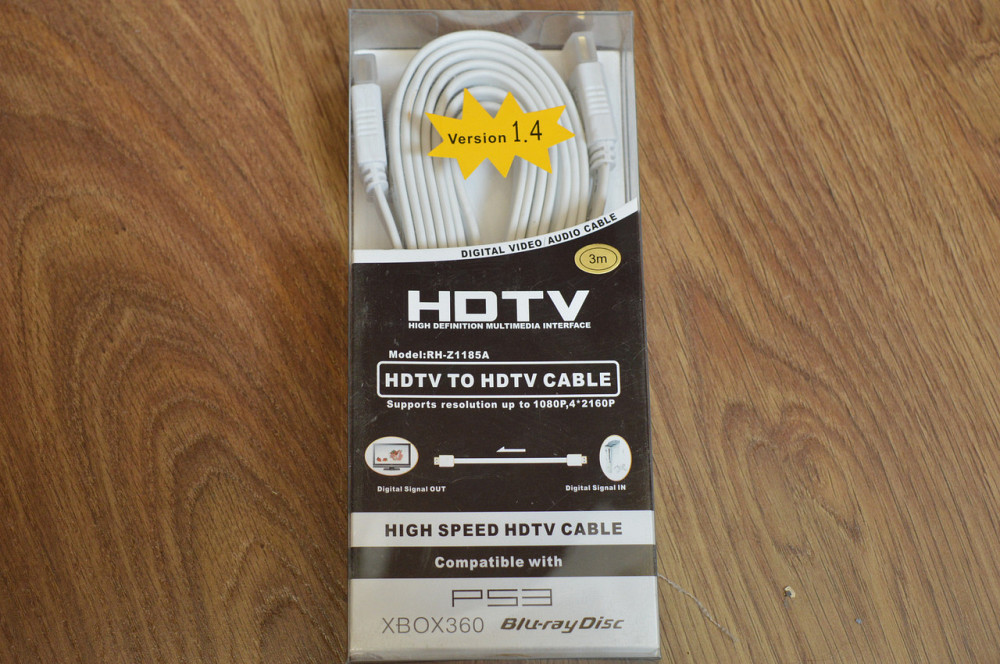 Version 1.4
DIGITAL VIDEO AUDIO CABLE
3m
HDTV
HIGH DEFINITION MULTIMEDIA INTERFACE
Model:RH-Z1185A
HDTV TO HDTV CABLE
Supports resolution up to 1080P,4*2160P
Digital Signal OUT
Digital Signal IN
HIGH SPEED HDTV CABLE
Compatible with
PS3
XBOX360 Blu-ray Disc